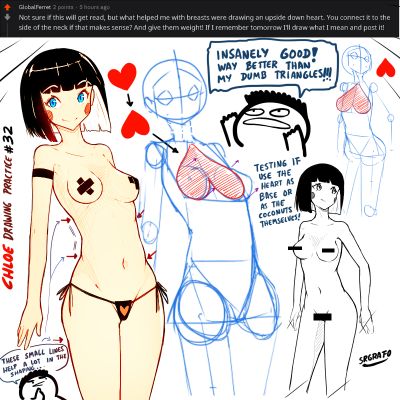 GlobalFerret 2 points · 5 hours ago
Not sure if this will get read, but what helped me with breasts were drawing an upside down heart. You connect it to the
side of the neck if that makes sense? And give them weight! If I remember tomorrow I'll draw what I mean and post it!
INSANELY GOOD!
WAY BETTER THAN
MY DUMB TRIANGLES!!!
TESTING IF
USE THE
HEART AS
BASE OR
AS THE
COCONUTS
THEMSELVES!
CHLOE DRAWING PRACTICE #32
THESE SMALL LINES
HELP A LOT IN THE
SHAPING...
SRGRAFO